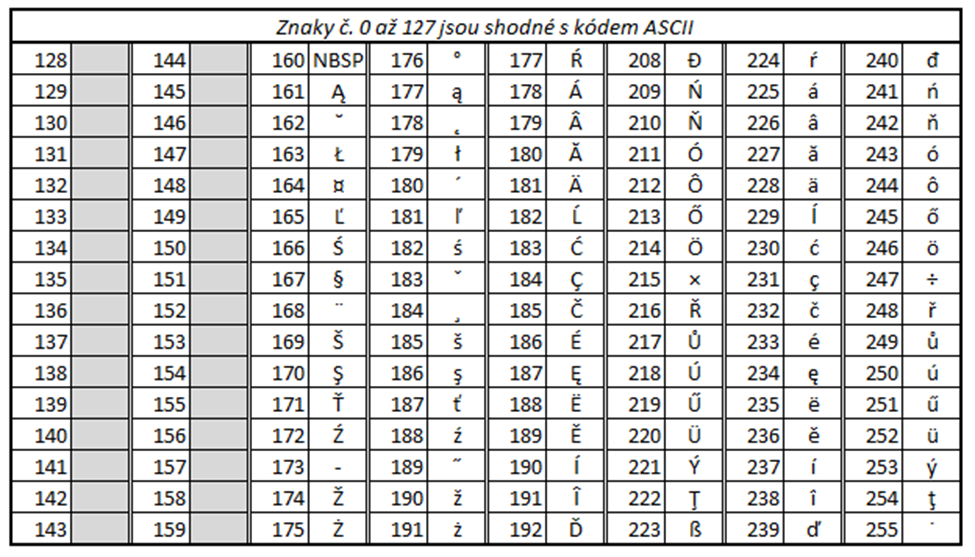 Znaky č. 0 až 127 jsou shodné s kódem ASCII
128 144 160 NBSP 176 ° 177 Ŕ 208 Đ 224 ŕ 240 đ
129 145 161 Ą 177 ą 178 Á 209 Ń 225 á 241 ń
130 146 162 ˘ 178 ˛ 179 Â 210 Ň 226 â 242 ň
131 147 163 Ł 179 ł 180 Ă 211 Ó 227 ă 243 ó
132 148 164 ¤ 180 ´ 181 Ä 212 Ô 228 ä 244 ô
133 149 165 Ľ 181 ľ 182 Ĺ 213 Ő 229 ĺ 245 ő
134 150 166 Ś 182 ś 183 Ć 214 Ö 230 ć 246 ö
135 151 167 § 183 ˇ 184 Ç 215 × 231 ç 247 ÷
136 152 168 ¨ 184 ¸ 185 Č 216 Ř 232 č 248 ř
137 153 169 Š 185 š 186 É 217 Ů 233 é 249 ů
138 154 170 Ş 186 ş 187 Ę 218 Ú 234 ę 250 ú
139 155 171 Ť 187 ť 188 Ë 219 Ű 235 ë 251 ű
140 156 172 Ź 188 ź 189 Ě 220 Ü 236 ě 252 ü
141 157 173 - 189 ˝ 190 Í 221 Ý 237 í 253 ý
142 158 174 Ž 190 ž 191 Î 222 Ţ 238 î 254 ţ
143 159 175 Ż 191 ż 192 Ď 223 ß 239 ď 255 ˙